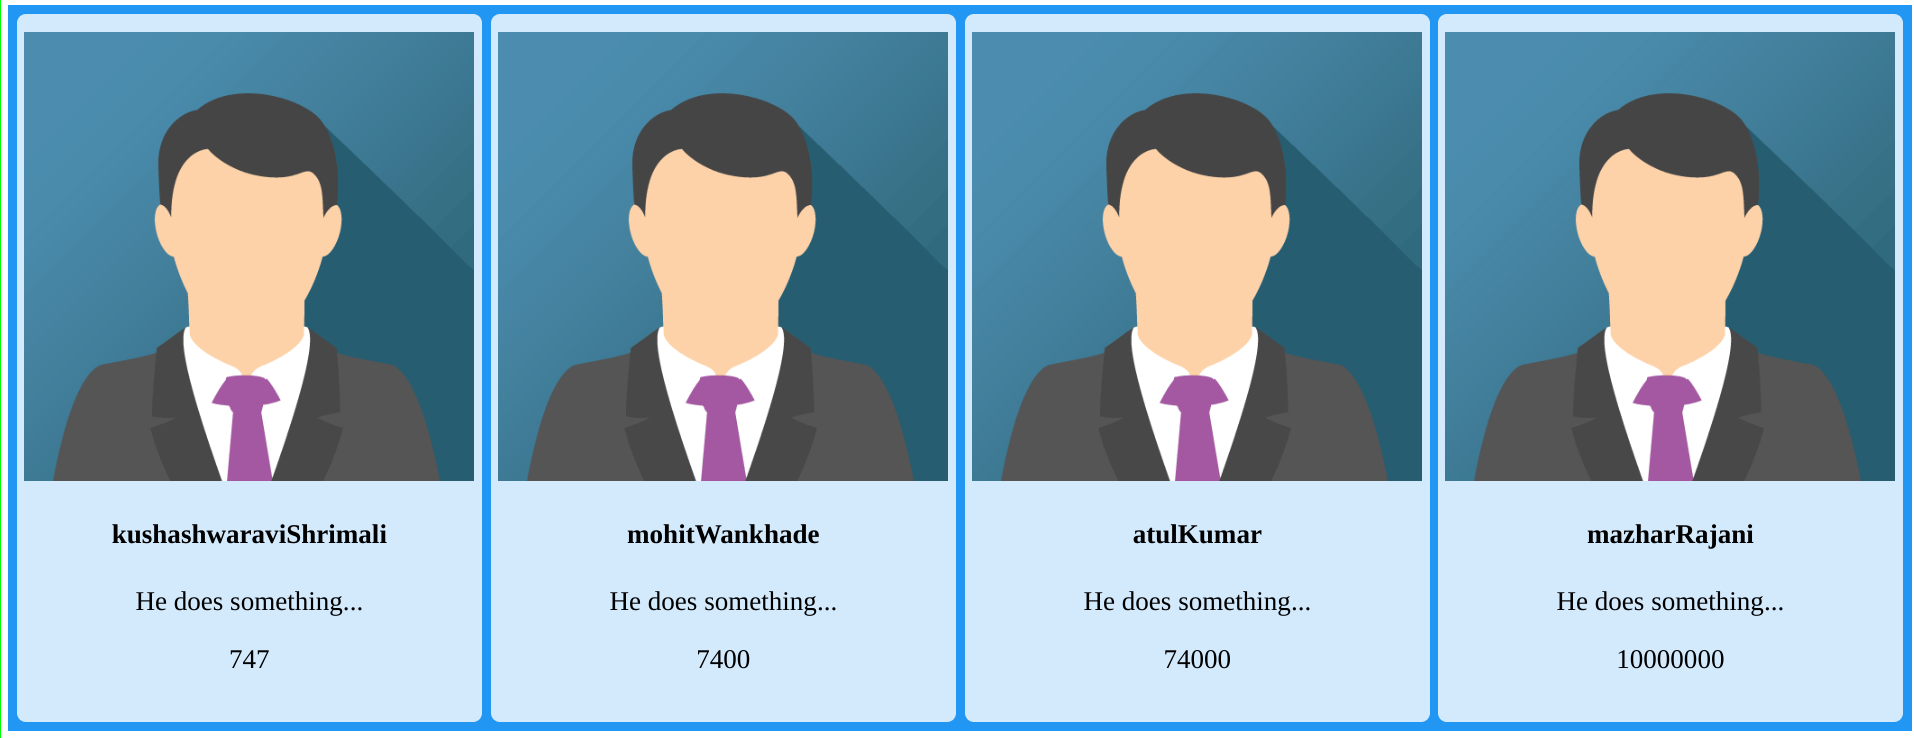 kushashwaraviShrimali
He does something...
747
mohitWankhade
He does something...
7400
atulKumar
He does something...
74000
mazharRajani
He does something...
10000000